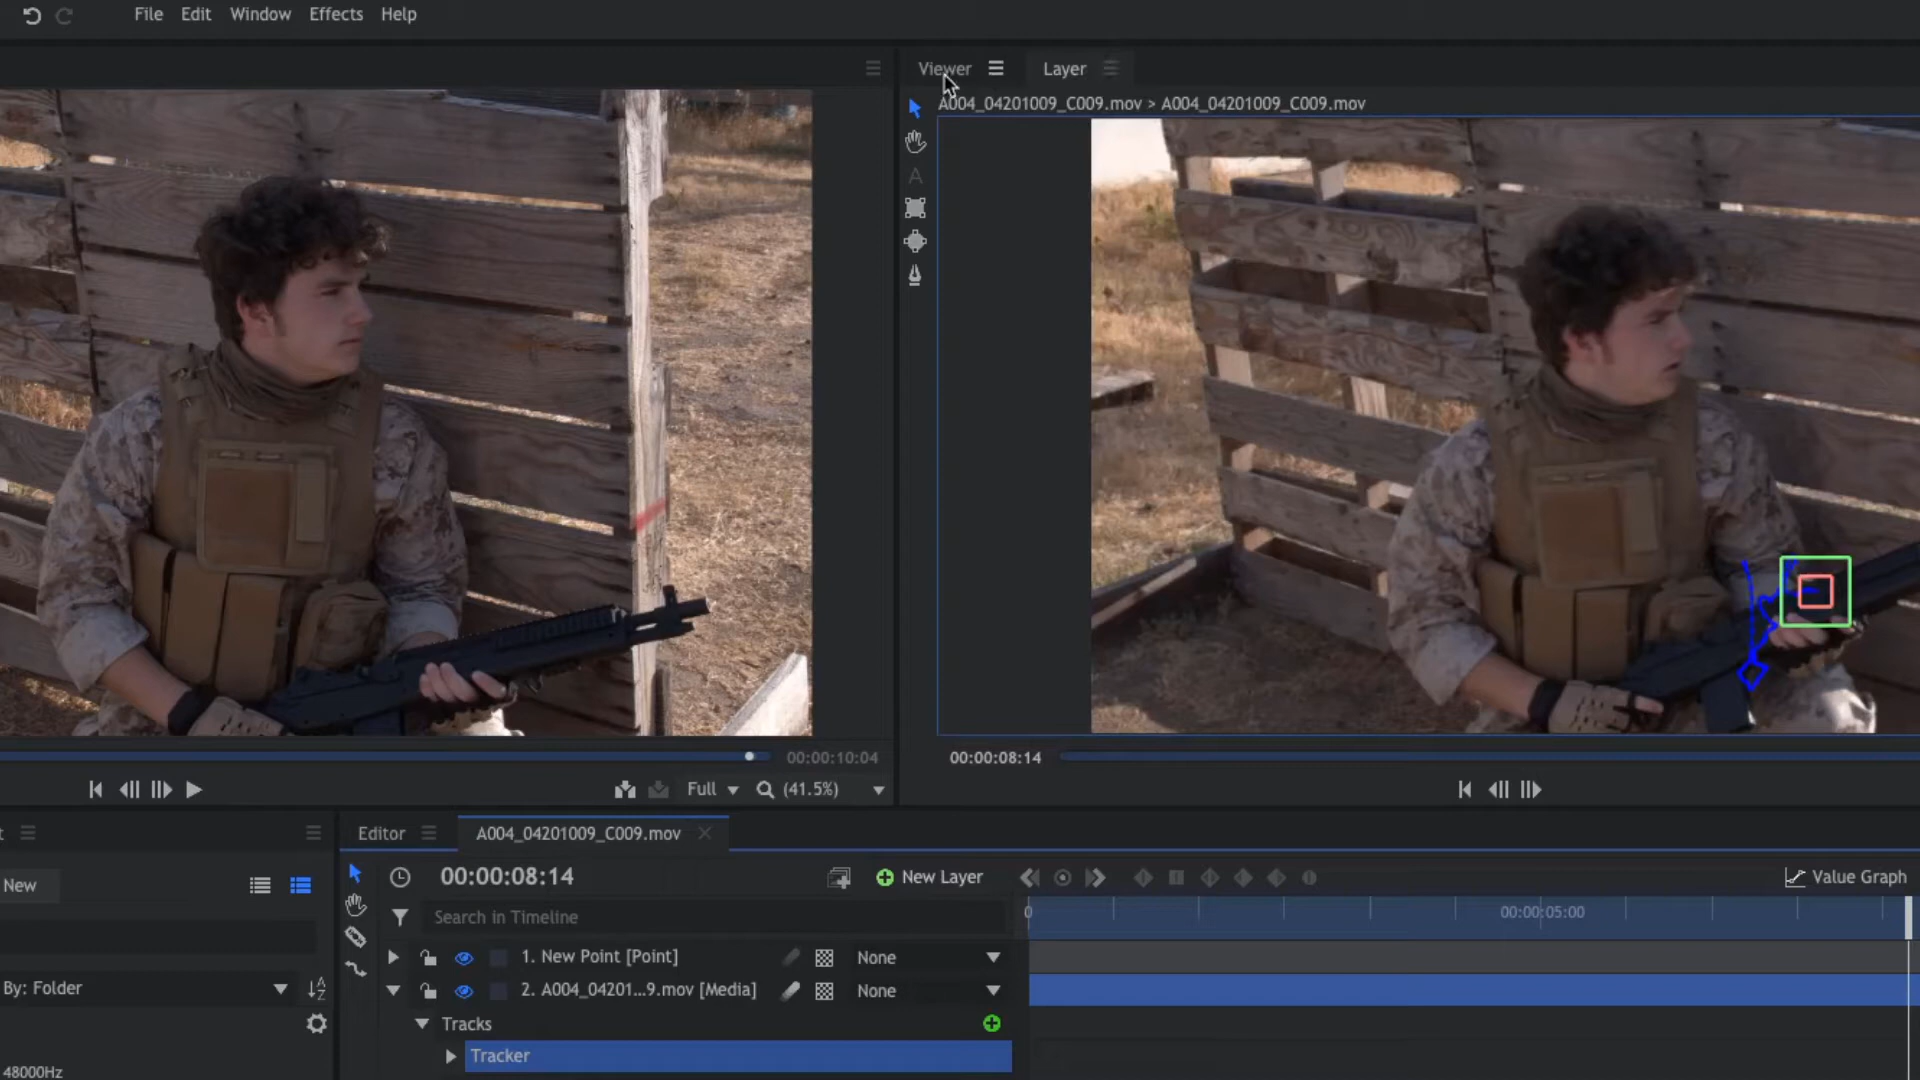 File Edit Window Effects Help
Viewer Layer
A004_04201009_C009.mov > A004_04201009_C009.mov
A
00:00:10:04
00:00:08:14
Full (41.5%)
t
Editor A004_04201009_C009.mov
New
00:00:08:14 New Layer Value Graph
Search in Timeline
0 00:00:05:00
1. New Point [Point] None
By: Folder
2. A004_04201...9.mov [Media] None
Tracks
Tracker
48000Hz